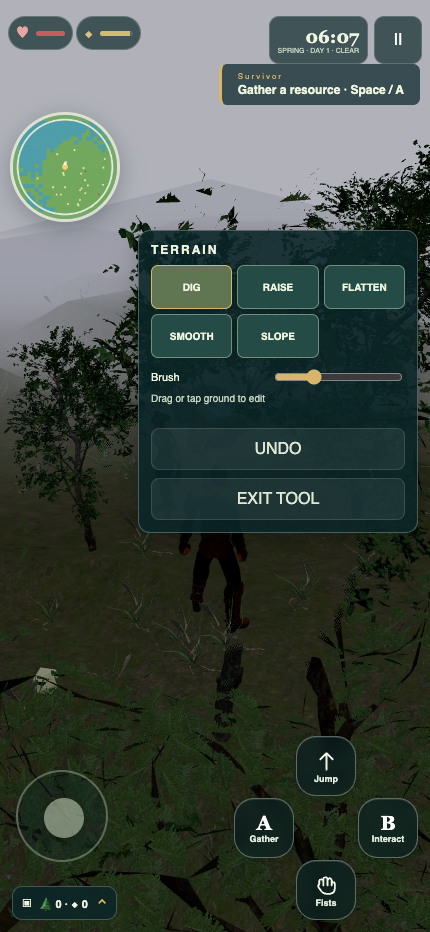 06:07
SPRING · DAY 1 · CLEAR
Survivor
Gather a resource · Space / A
TERRAIN
DIG
RAISE
FLATTEN
SMOOTH
SLOPE
Brush
Drag or tap ground to edit
UNDO
EXIT TOOL
Jump
A
Gather
B
Interact
Fists
0 · ◆ 0